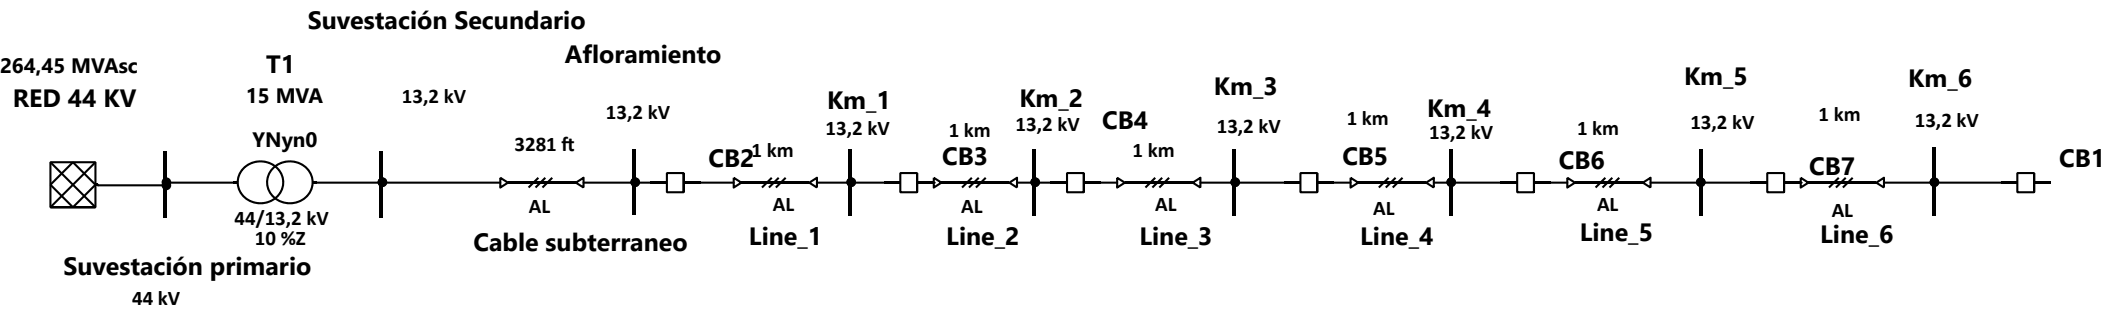 Suvestación Secundario
Afloramiento
264,45 MVAsc
RED 44 KV
T1
15 MVA
YNyn0
44/13,2 kV
10 %Z
Suvestación primario
44 kV
13,2 kV
3281 ft
AL
Cable subterraneo
13,2 kV
CB2
1 km
AL
Line_1
Km_1
13,2 kV
1 km
CB3
AL
Line_2
Km_2
13,2 kV
CB4
1 km
AL
Line_3
Km_3
13,2 kV
1 km
CB5
AL
Line_4
Km_4
13,2 kV
1 km
CB6
AL
Line_5
Km_5
13,2 kV
1 km
CB7
AL
Line_6
Km_6
13,2 kV
CB1